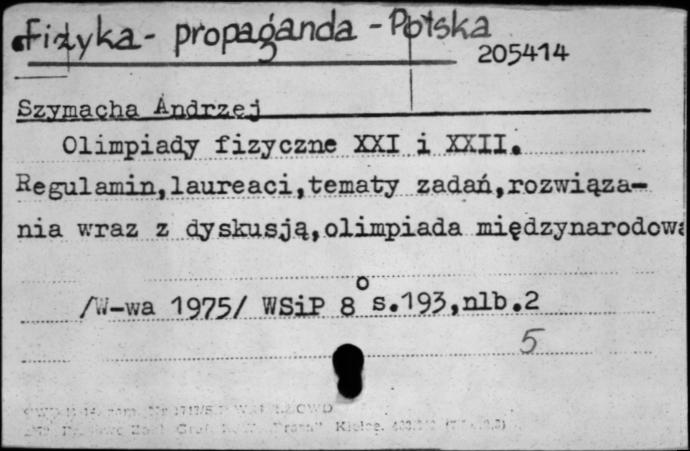 Fizyka - propaganda - Polska
205414
Szymacha Andrzej
Olimpiady fizyczne XXI i XXII.
Regulamin,laureaci,tematy zadań,rozwiąza-
nia wraz z dyskusją,olimpiada międzynarodowa
/W-wa 1975/ WSiP 8° s.193,nlb.2
5
Kielce.